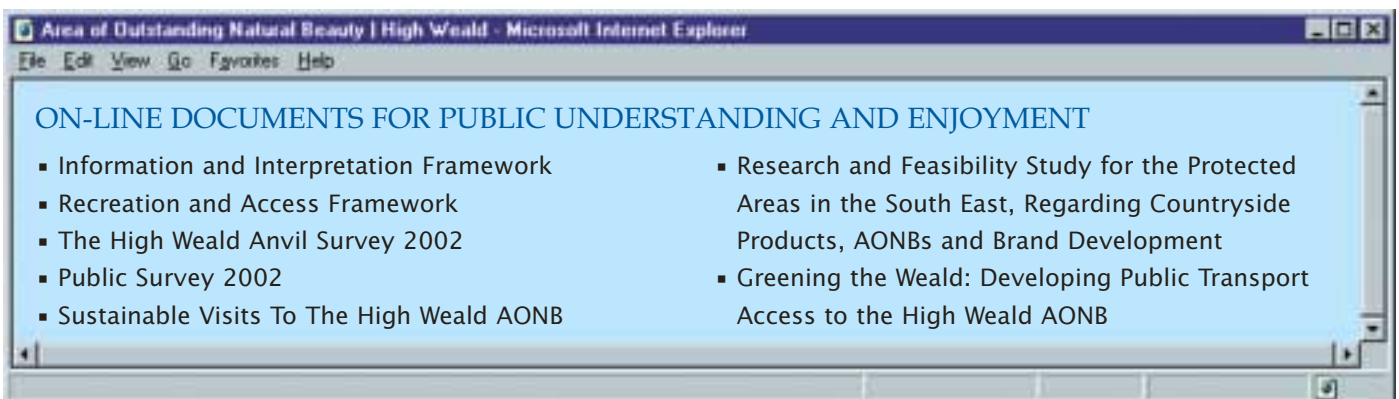 Area of Outstanding Natural Beauty | High Weald - Microsoft Internet Explorer
File Edit View Go Favorites Help
ON-LINE DOCUMENTS FOR PUBLIC UNDERSTANDING AND ENJOYMENT
▪ Information and Interpretation Framework
▪ Recreation and Access Framework
▪ The High Weald Anvil Survey 2002
▪ Public Survey 2002
▪ Sustainable Visits To The High Weald AONB
▪ Research and Feasibility Study for the Protected
Areas in the South East, Regarding Countryside
Products, AONBs and Brand Development
▪ Greening the Weald: Developing Public Transport
Access to the High Weald AONB